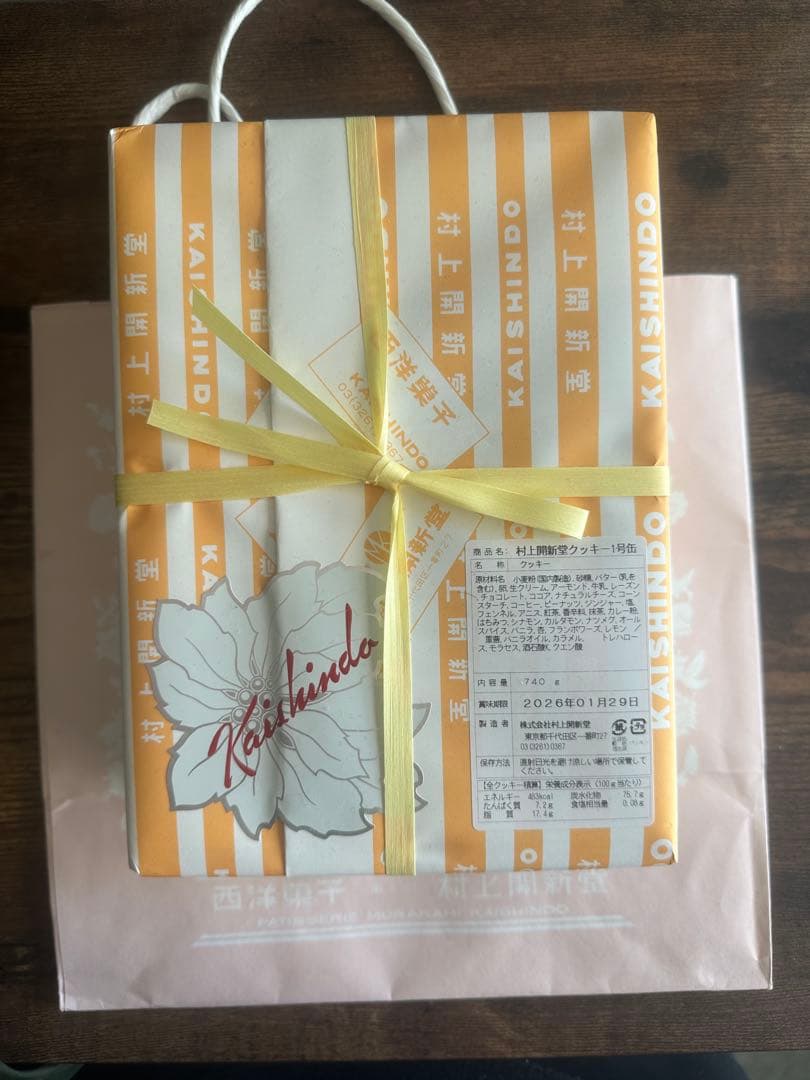 村上開新堂
KAISHINDO
村上開新堂
KAISHINDO
村上開新堂
KAISHINDO
西洋菓子
KAISHINDO
Kaishindo
商品名: 村上開新堂クッキー1号缶
名 称 クッキー
原材料名 小麦粉(国内製造)、砂糖、バター(乳を
含む)、卵、生クリーム、アーモンド、牛乳、レーズ
ン、チョコレート、ココア、ナチュラルチーズ、コーン
スターチ、コーヒー、ピーナッツ、ジンジャー、塩、
フェンネル、アニス、紅茶、香辛料、抹茶、カレー粉、
はちみつ、シナモン、カルダモン、ナツメグ、オール
スパイス、バニラ、杏、フランボワーズ、レモン ／
重曹、バニラオイル、カラメル、 トレハロー
ス、モラセス、酒石酸K、クエン酸
内容量 740 g
賞味期限 2026年01月29日
製造者 株式会社村上開新堂
東京都千代田区一番町27
03(3261)0367
保存方法 直射日光を避け涼しい場所で保管して
ください。
【全クッキー積算】栄養成分表示(100g当たり)
エネルギー 483kcal 炭水化物 75.7g
たんぱく質 7.2g 食塩相当量 0.08g
脂 質 17.4g
西洋菓子 村上開新堂
PATISSERIE MURAKAMI KAISHINDO